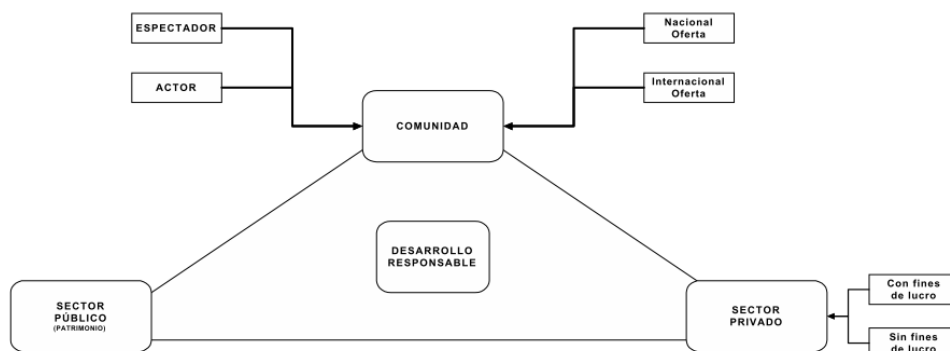 ESPECTADOR
Nacional
Oferta
ACTOR
Internacional
Oferta
COMUNIDAD
DESARROLLO
RESPONSABLE
SECTOR
PÚBLICO
(PATRIMONIO)
SECTOR
PRIVADO
Con fines
de lucro
Sin fines
de lucro